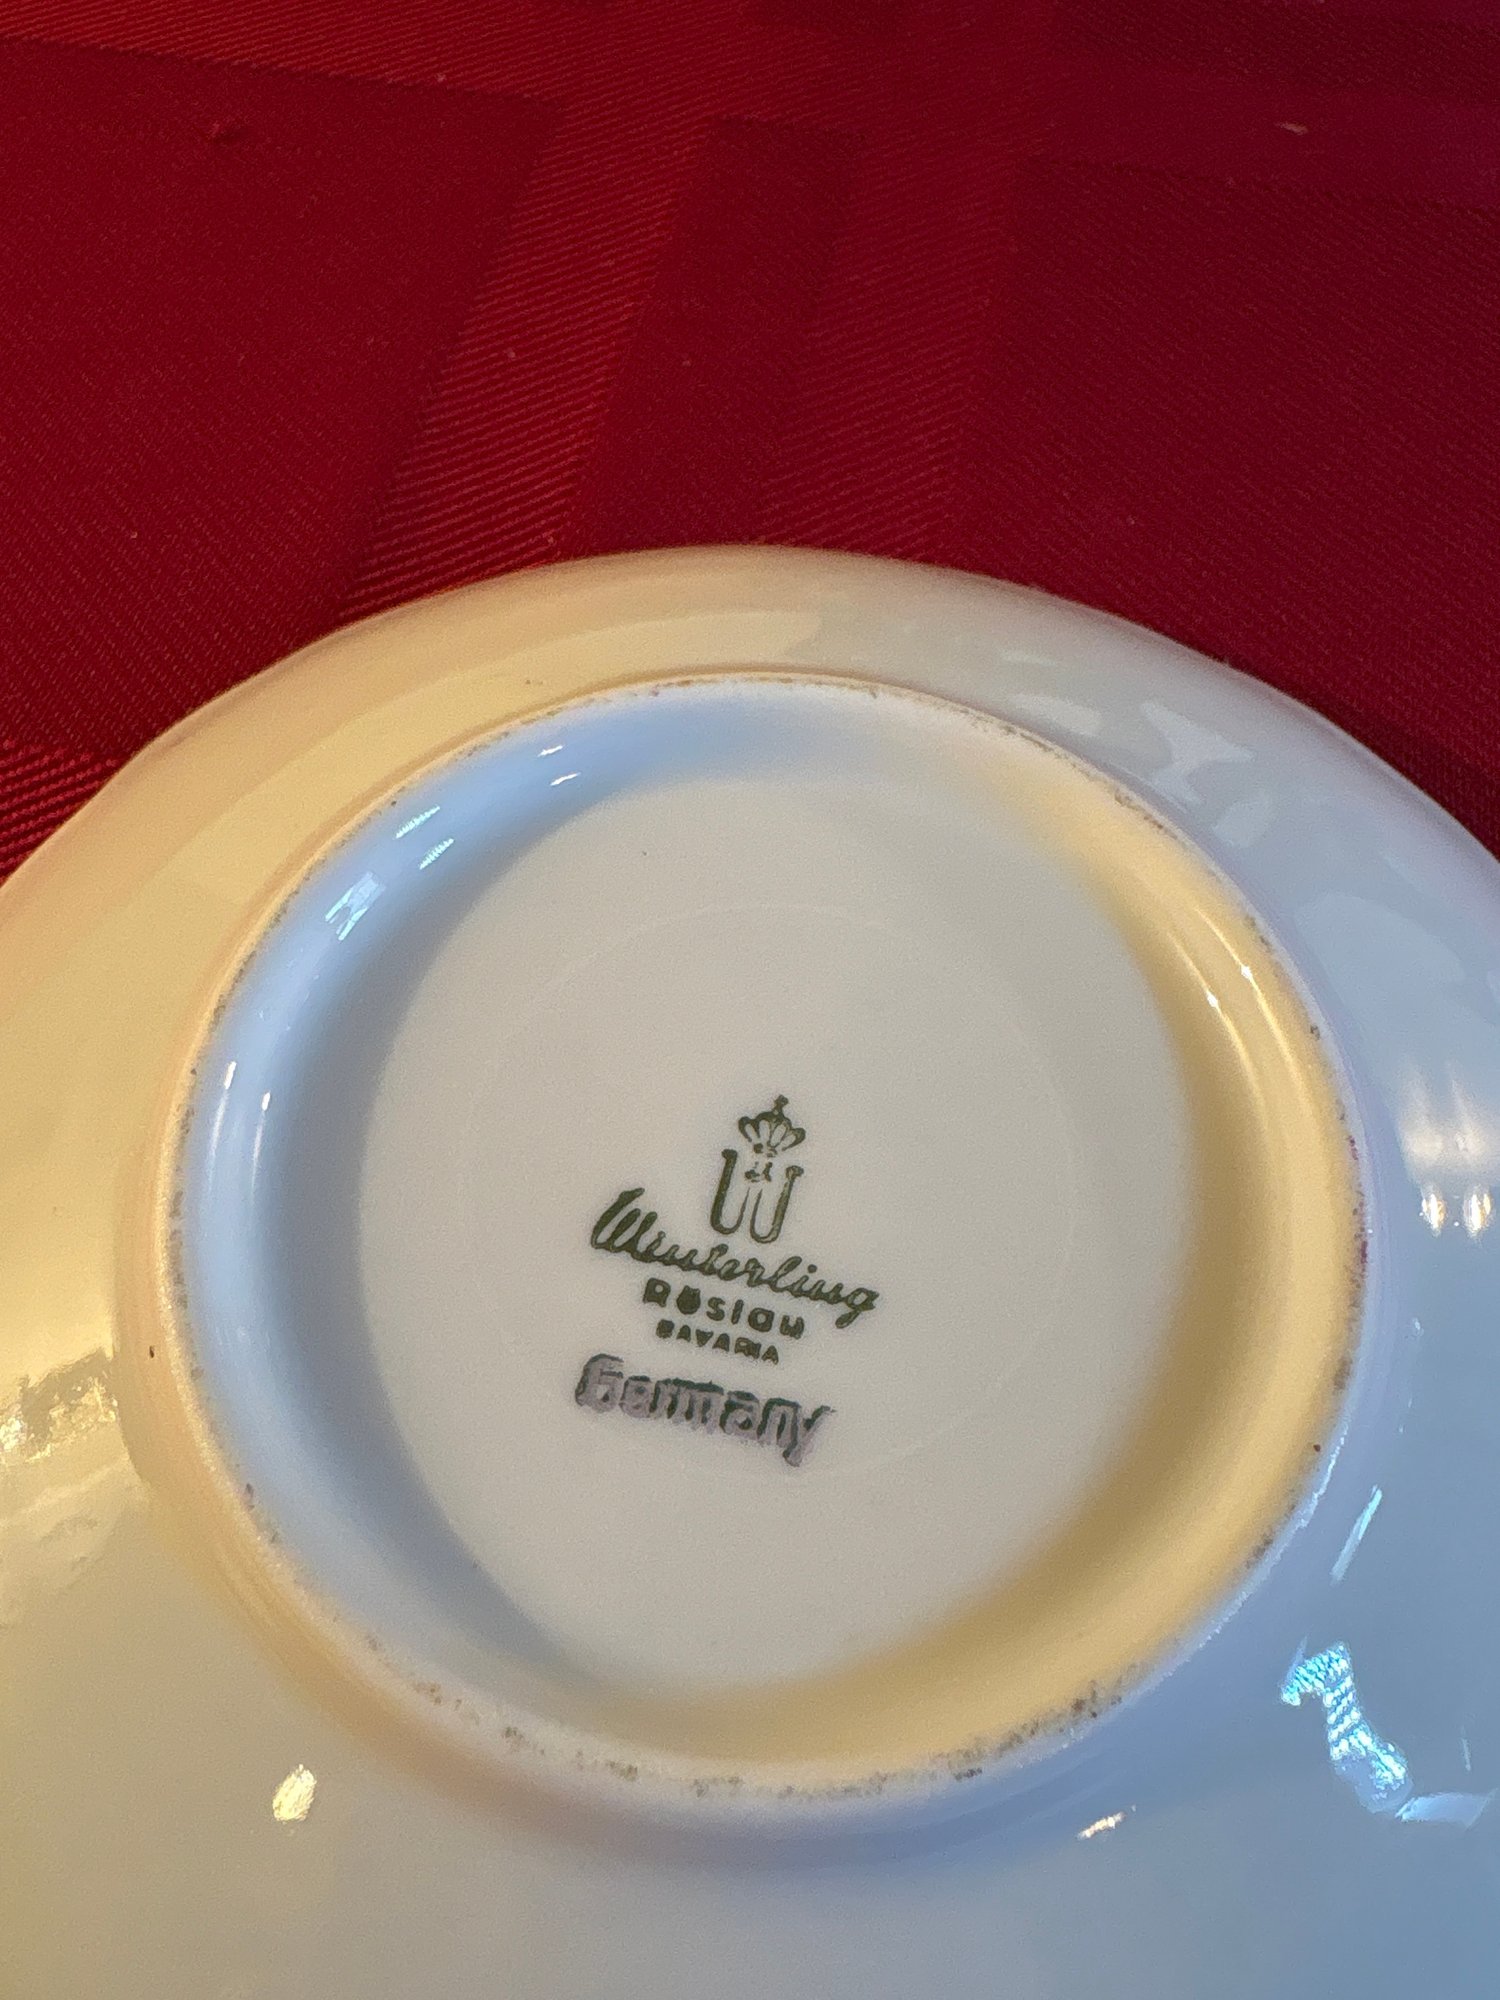 W
Winterling
Röslau
BAVARIA
Germany